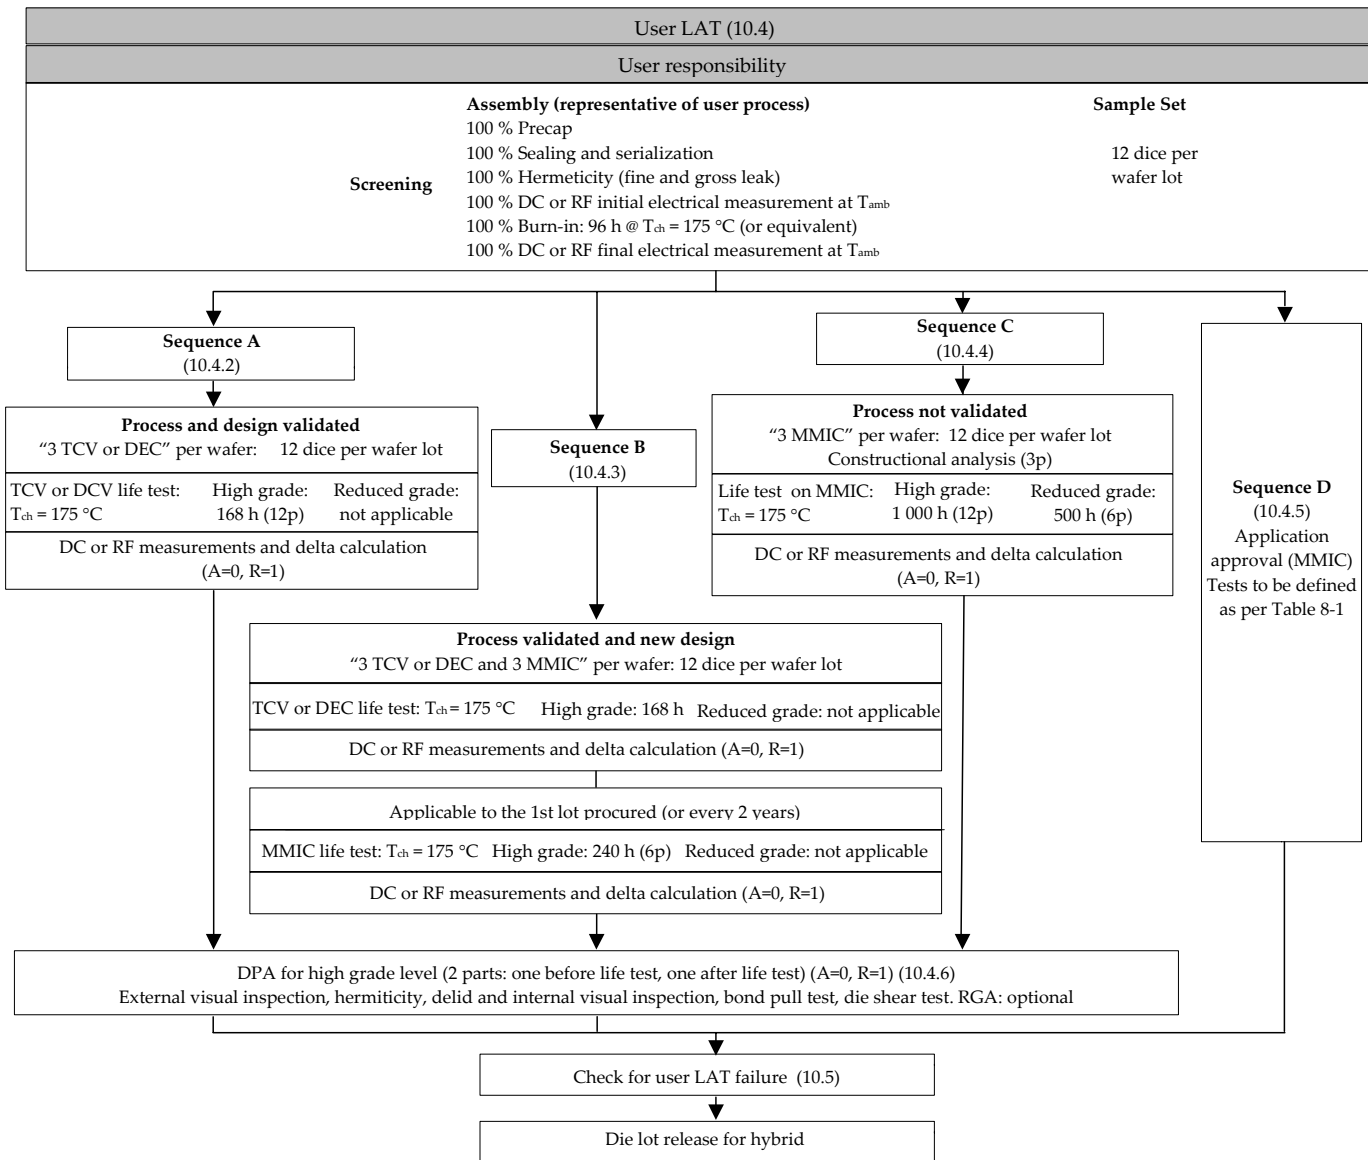 User LAT (10.4)
User responsibility
Screening
Assembly (representative of user process)
100 % Precap
100 % Sealing and serialization
100 % Hermeticity (fine and gross leak)
100 % DC or RF initial electrical measurement at Tamb
100 % Burn-in: 96 h @ Tch = 175 °C (or equivalent)
100 % DC or RF final electrical measurement at Tamb
Sample Set
12 dice per
wafer lot
Sequence A
(10.4.2)
Process and design validated
“3 TCV or DEC” per wafer: 12 dice per wafer lot
TCV or DCV life test: High grade: Reduced grade:
Tch = 175 °C 168 h (12p) not applicable
DC or RF measurements and delta calculation
(A=0, R=1)
Sequence B
(10.4.3)
Process validated and new design
“3 TCV or DEC and 3 MMIC” per wafer: 12 dice per wafer lot
TCV or DEC life test: Tch = 175 °C High grade: 168 h Reduced grade: not applicable
DC or RF measurements and delta calculation (A=0, R=1)
Applicable to the 1st lot procured (or every 2 years)
MMIC life test: Tch = 175 °C High grade: 240 h (6p) Reduced grade: not applicable
DC or RF measurements and delta calculation (A=0, R=1)
Sequence C
(10.4.4)
Process not validated
“3 MMIC” per wafer: 12 dice per wafer lot
Constructional analysis (3p)
Life test on MMIC: High grade: Reduced grade:
Tch = 175 °C 1 000 h (12p) 500 h (6p)
DC or RF measurements and delta calculation
(A=0, R=1)
Sequence D
(10.4.5)
Application
approval (MMIC)
Tests to be defined
as per Table 8-1
DPA for high grade level (2 parts: one before life test, one after life test) (A=0, R=1) (10.4.6)
External visual inspection, hermiticity, delid and internal visual inspection, bond pull test, die shear test. RGA: optional
Check for user LAT failure (10.5)
Die lot release for hybrid